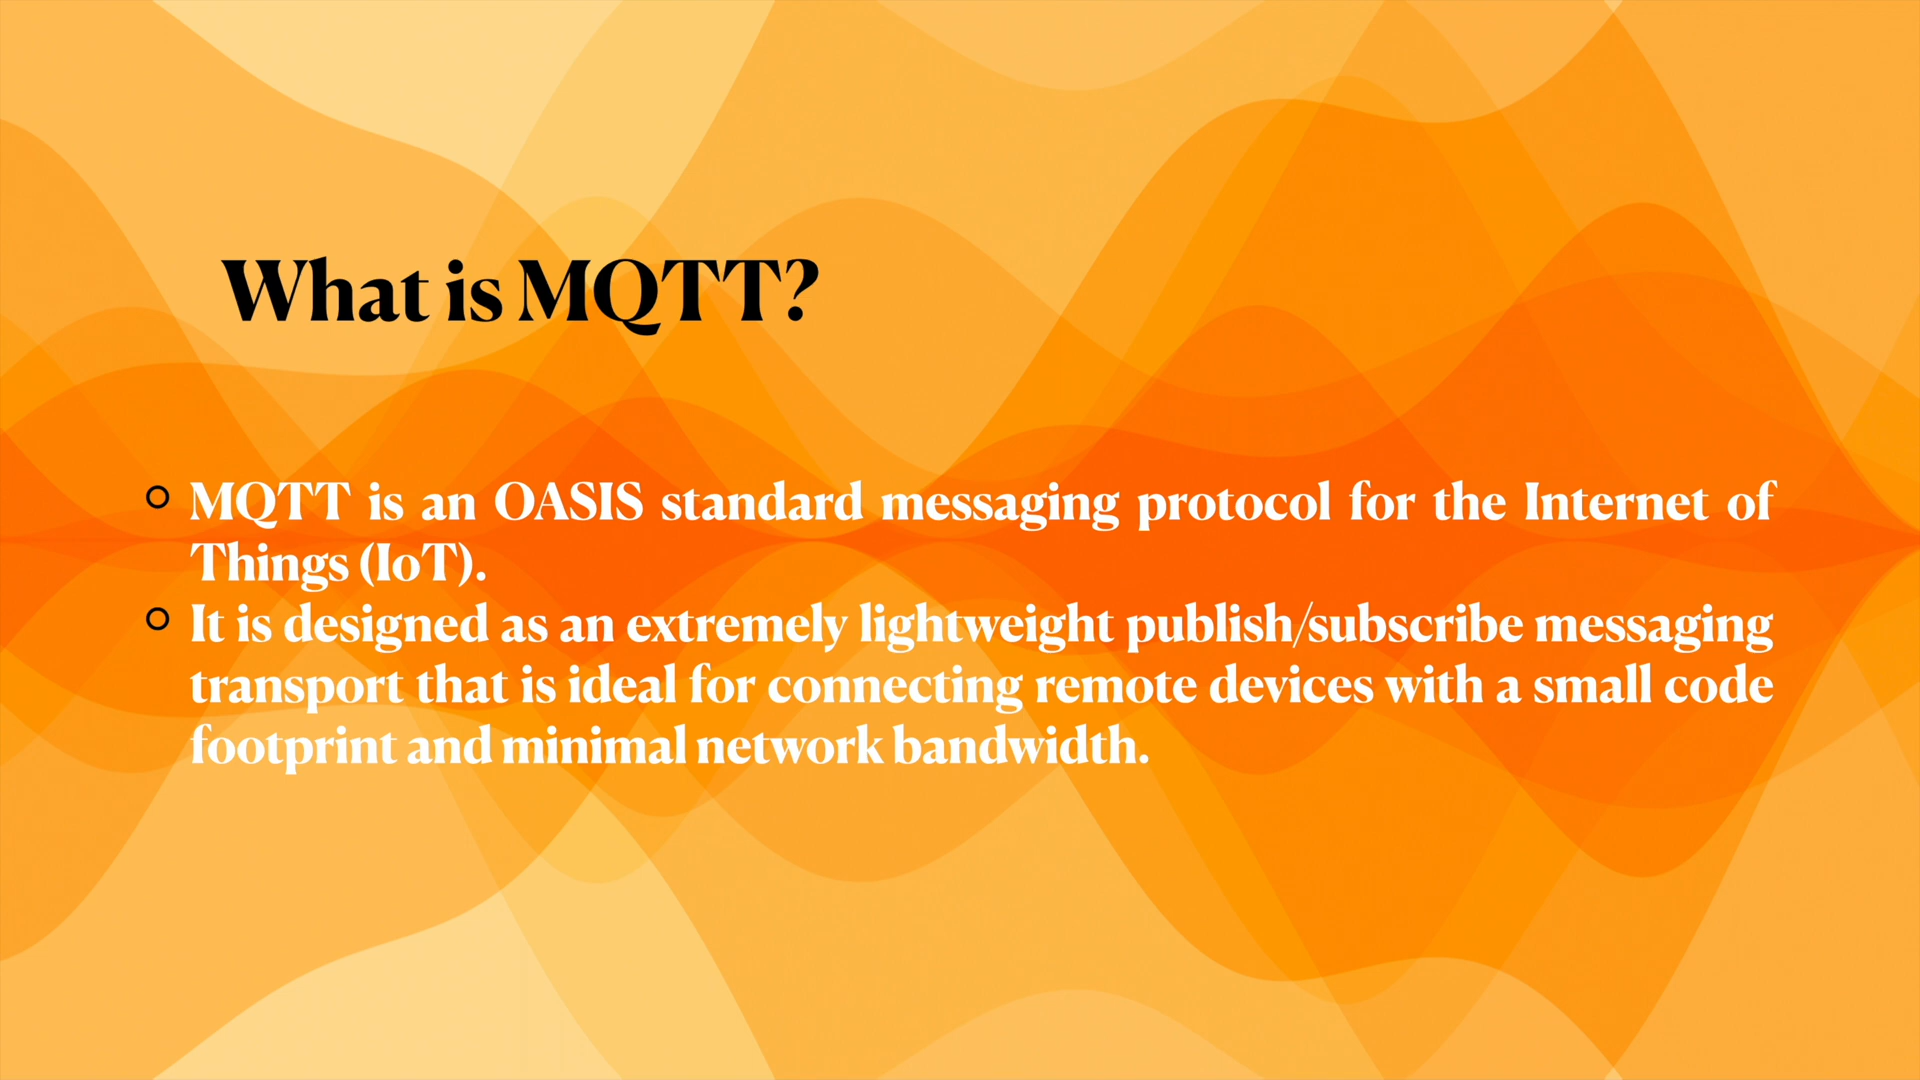 What is MQTT?
MQTT is an OASIS standard messaging protocol for the Internet of
Things (IoT).
It is designed as an extremely lightweight publish/subscribe messaging
transport that is ideal for connecting remote devices with a small code
footprint and minimal network bandwidth.